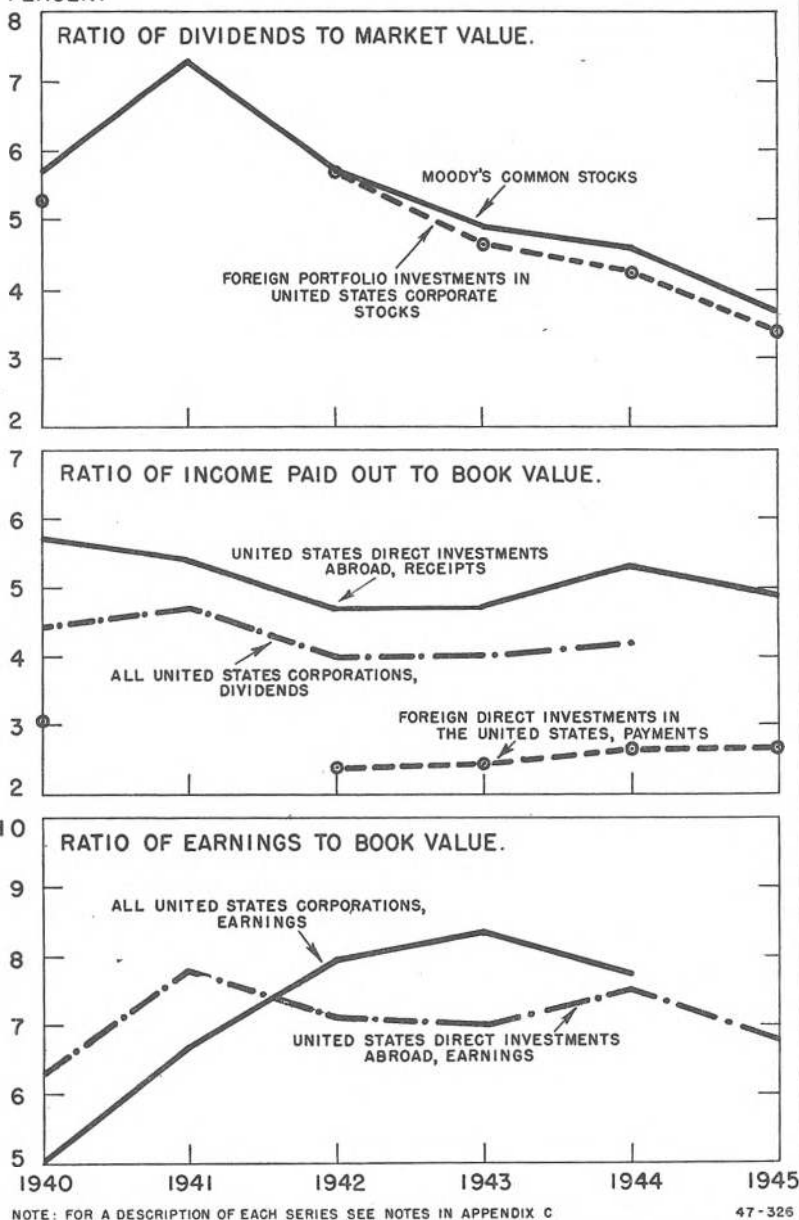 8
RATIO OF DIVIDENDS TO MARKET VALUE.
7
6
MOODY'S COMMON STOCKS
5
FOREIGN PORTFOLIO INVESTMENTS IN
UNITED STATES CORPORATE
STOCKS
4
3
2
7
RATIO OF INCOME PAID OUT TO BOOK VALUE.
6
UNITED STATES DIRECT INVESTMENTS
ABROAD, RECEIPTS
5
4
ALL UNITED STATES CORPORATIONS,
DIVIDENDS
3
FOREIGN DIRECT INVESTMENTS IN
THE UNITED STATES, PAYMENTS
2
10
RATIO OF EARNINGS TO BOOK VALUE.
9
ALL UNITED STATES CORPORATIONS,
EARNINGS
8
7
UNITED STATES DIRECT INVESTMENTS
ABROAD, EARNINGS
6
5
1940 1941 1942 1943 1944 1945
NOTE: FOR A DESCRIPTION OF EACH SERIES SEE NOTES IN APPENDIX C 47-326